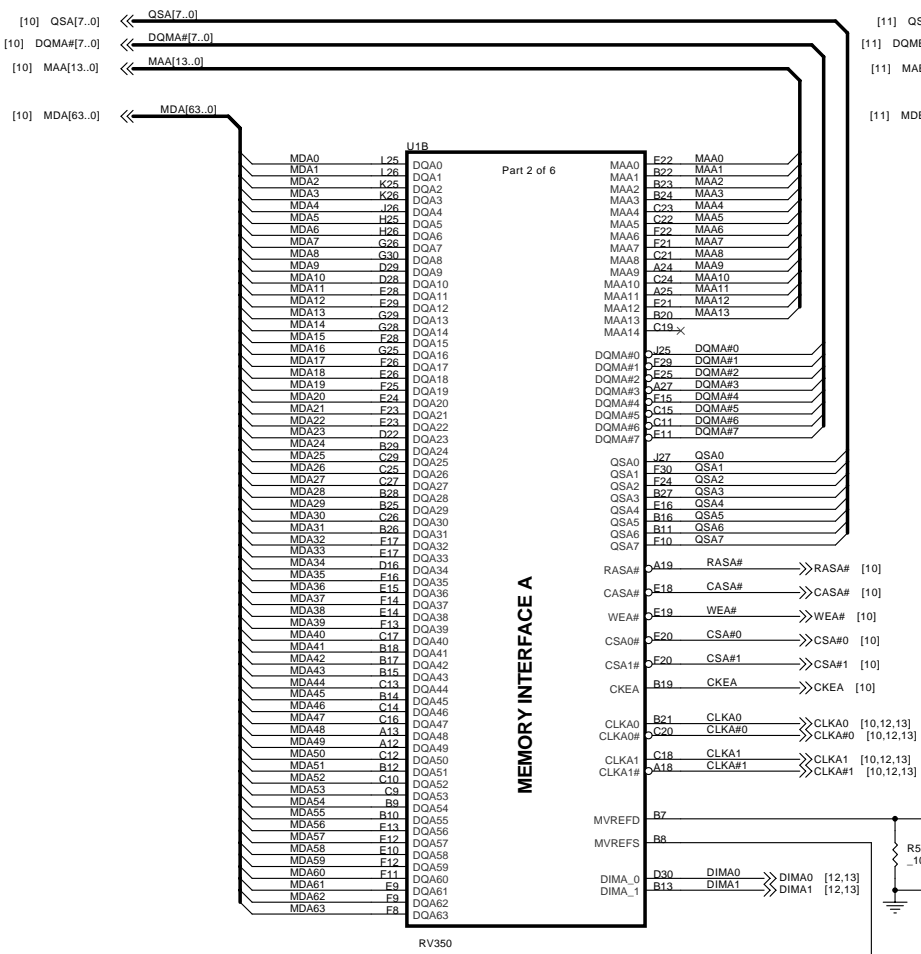 [10] QSA[7..0] QSA[7..0] [11] QS
[10] DQMA#[7..0] DQMA#[7..0] [11]
[10] MAA[13..0] MAA[13..0] [11]
[10] MDA[63..0] MDA[63..0] [11]
U1B
Part 2 of 6
MDA0 L25 DQA0
MDA1 L26 DQA1
MDA2 K25 DQA2
MDA3 K26 DQA3
MDA4 J26 DQA4
MDA5 H25 DQA5
MDA6 H26 DQA6
MDA7 G26 DQA7
MDA8 G30 DQA8
MDA9 D29 DQA9
MDA10 D28 DQA10
MDA11 E28 DQA11
MDA12 E29 DQA12
MDA13 G29 DQA13
MDA14 G28 DQA14
MDA15 F28 DQA15
MDA16 G25 DQA16
MDA17 F26 DQA17
MDA18 E26 DQA18
MDA19 F25 DQA19
MDA20 E24 DQA20
MDA21 F23 DQA21
MDA22 E23 DQA22
MDA23 D22 DQA23
MDA24 B29 DQA24
MDA25 C29 DQA25
MDA26 C25 DQA26
MDA27 C27 DQA27
MDA28 B28 DQA28
MDA29 B25 DQA29
MDA30 C26 DQA30
MDA31 B26 DQA31
MDA32 F17 DQA32
MDA33 E17 DQA33
MDA34 D16 DQA34
MDA35 F16 DQA35
MDA36 E15 DQA36
MDA37 F14 DQA37
MDA38 E14 DQA38
MDA39 F13 DQA39
MDA40 C17 DQA40
MDA41 B18 DQA41
MDA42 B17 DQA42
MDA43 B15 DQA43
MDA44 C13 DQA44
MDA45 B14 DQA45
MDA46 C14 DQA46
MDA47 C16 DQA47
MDA48 A13 DQA48
MDA49 A12 DQA49
MDA50 C12 DQA50
MDA51 B12 DQA51
MDA52 C10 DQA52
MDA53 C9 DQA53
MDA54 B9 DQA54
MDA55 B10 DQA55
MDA56 E13 DQA56
MDA57 E12 DQA57
MDA58 E10 DQA58
MDA59 F12 DQA59
MDA60 F11 DQA60
MDA61 E9 DQA61
MDA62 F9 DQA62
MDA63 F8 DQA63
MEMORY INTERFACE A
MAA0 E22 MAA0
MAA1 B22 MAA1
MAA2 B23 MAA2
MAA3 B24 MAA3
MAA4 C23 MAA4
MAA5 C22 MAA5
MAA6 F22 MAA6
MAA7 F21 MAA7
MAA8 C21 MAA8
MAA9 A24 MAA9
MAA10 C24 MAA10
MAA11 A25 MAA11
MAA12 E21 MAA12
MAA13 B20 MAA13
MAA14 C19
DQMA#0 J25 DQMA#0
DQMA#1 F29 DQMA#1
DQMA#2 E25 DQMA#2
DQMA#3 A27 DQMA#3
DQMA#4 F15 DQMA#4
DQMA#5 C15 DQMA#5
DQMA#6 C11 DQMA#6
DQMA#7 E11 DQMA#7
QSA0 J27 QSA0
QSA1 F30 QSA1
QSA2 F24 QSA2
QSA3 B27 QSA3
QSA4 E16 QSA4
QSA5 B16 QSA5
QSA6 B11 QSA6
QSA7 F10 QSA7
RASA# A19 RASA# RASA# [10]
CASA# E18 CASA# CASA# [10]
WEA# E19 WEA# WEA# [10]
CSA0# E20 CSA#0 CSA#0 [10]
CSA1# F20 CSA#1 CSA#1 [10]
CKEA B19 CKEA CKEA [10]
CLKA0 B21 CLKA0 CLKA0 [10,12,13]
CLKA0# C20 CLKA#0 CLKA#0 [10,12,13]
CLKA1 C18 CLKA1 CLKA1 [10,12,13]
CLKA1# A18 CLKA#1 CLKA#1 [10,12,13]
MVREFD B7
MVREFS B8
R5
_10
DIMA_0 D30 DIMA0 DIMA0 [12,13]
DIMA_1 B13 DIMA1 DIMA1 [12,13]
RV350